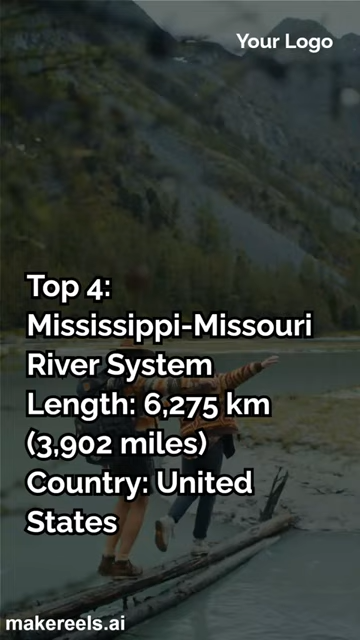 Your Logo
Top 4:
Mississippi-Missouri
River System
Length: 6,275 km
(3,902 miles)
Country: United
States
makereels.ai